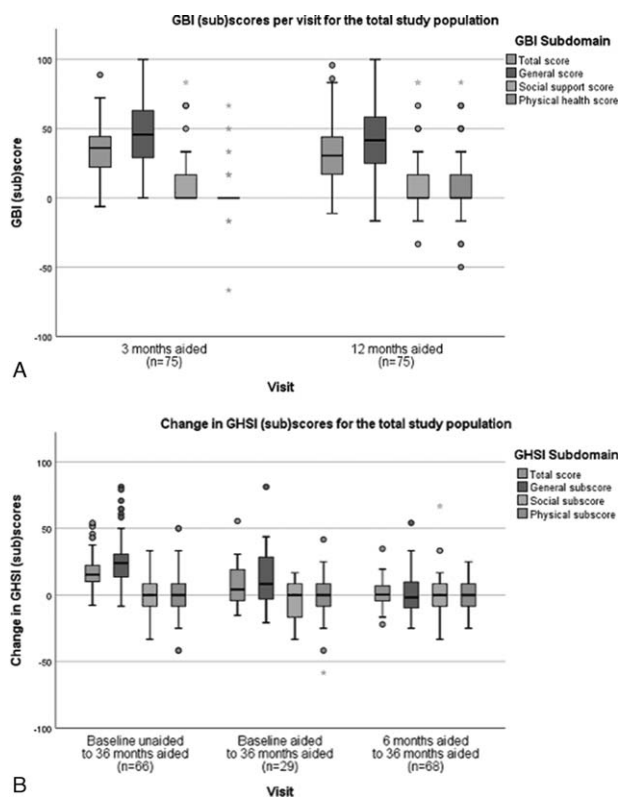 GBI (sub)scores per visit for the total study population
GBI Subdomain
Total score
General score
Social support score
Physical health score
GBI (sub)score
100
50
0
-50
-100
3 months aided
(n=75)
12 months aided
(n=75)
Visit
A
Change in GHSI (sub)scores for the total study population
GHSI Subdomain
Total score
General subscore
Social subscore
Physical subscore
Change in GHSI (sub)scores
100
50
0
-50
-100
Baseline unaided
to 36 months aided
(n=66)
Baseline aided
to 36 months aided
(n=29)
6 months aided
to 36 months aided
(n=68)
Visit
B